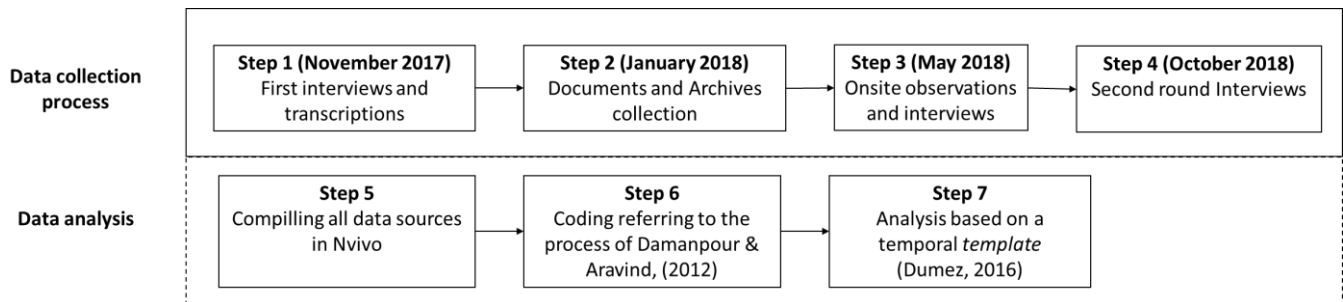 Data collection
process
Step 1 (November 2017)
First interviews and
transcriptions
Step 2 (January 2018)
Documents and Archives
collection
Step 3 (May 2018)
Onsite observations
and interviews
Step 4 (October 2018)
Second round Interviews
Data analysis
Step 5
Compilling all data sources
in Nvivo
Step 6
Coding referring to the
process of Damanpour &
Aravind, (2012)
Step 7
Analysis based on a
temporal template
(Dumez, 2016)